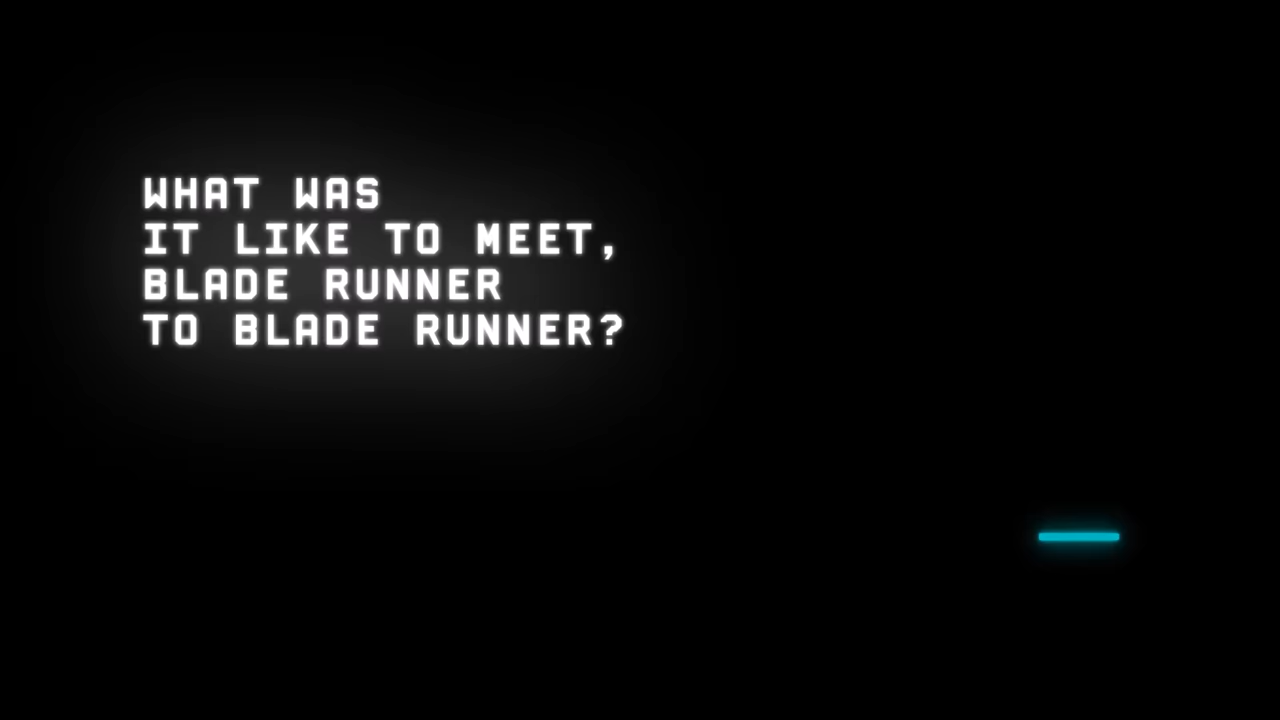 WHAT WAS
IT LIKE TO MEET,
BLADE RUNNER
TO BLADE RUNNER?